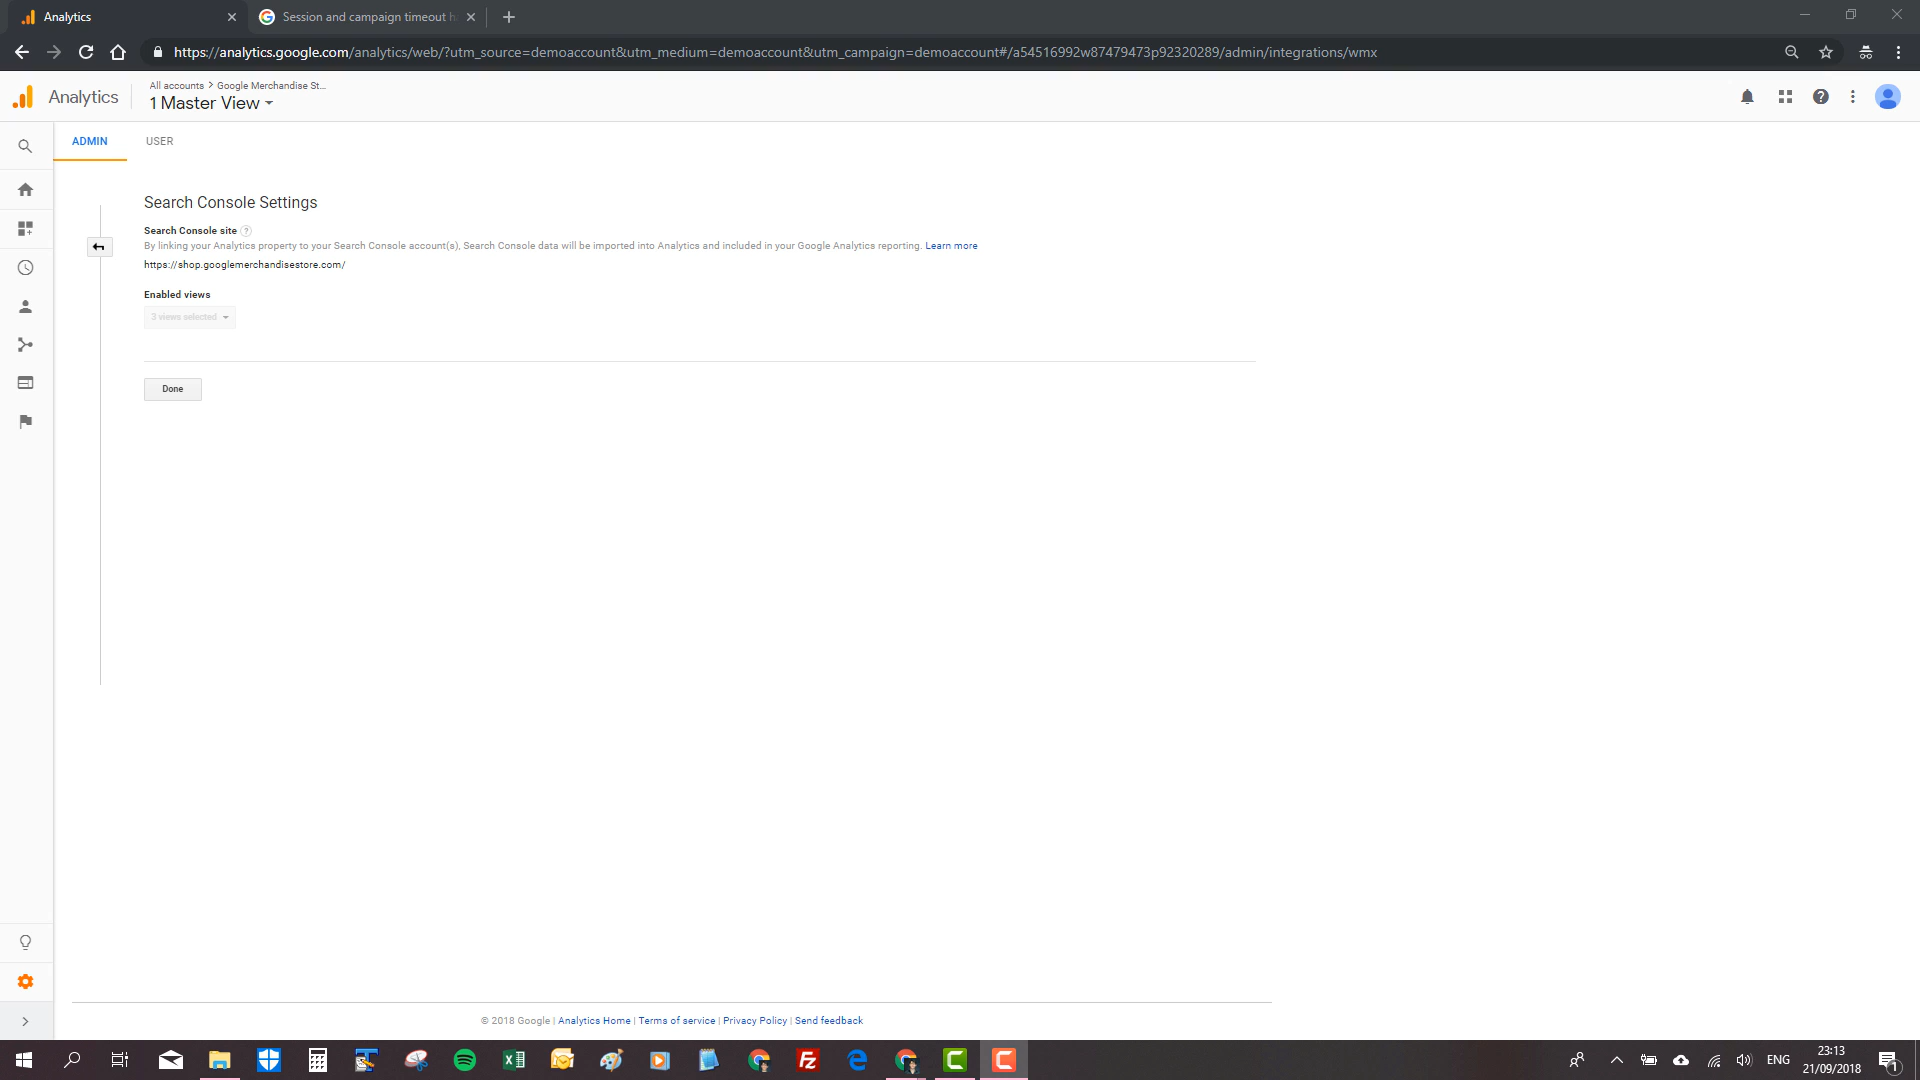 Analytics
Session and campaign timeout h
https://analytics.google.com/analytics/web/?utm_source=demoaccount&utm_medium=demoaccount&utm_campaign=demoaccount#/a54516992w87479473p92320289/admin/integrations/wmx
Analytics
All accounts > Google Merchandise St...
1 Master View
ADMIN
USER
Search Console Settings
Search Console site ?
By linking your Analytics property to your Search Console account(s), Search Console data will be imported into Analytics and included in your Google Analytics reporting. Learn more
https://shop.googlemerchandisestore.com/
Enabled views
3 views selected
Done
© 2018 Google | Analytics Home | Terms of service | Privacy Policy | Send feedback
ENG
23:13
21/09/2018
1